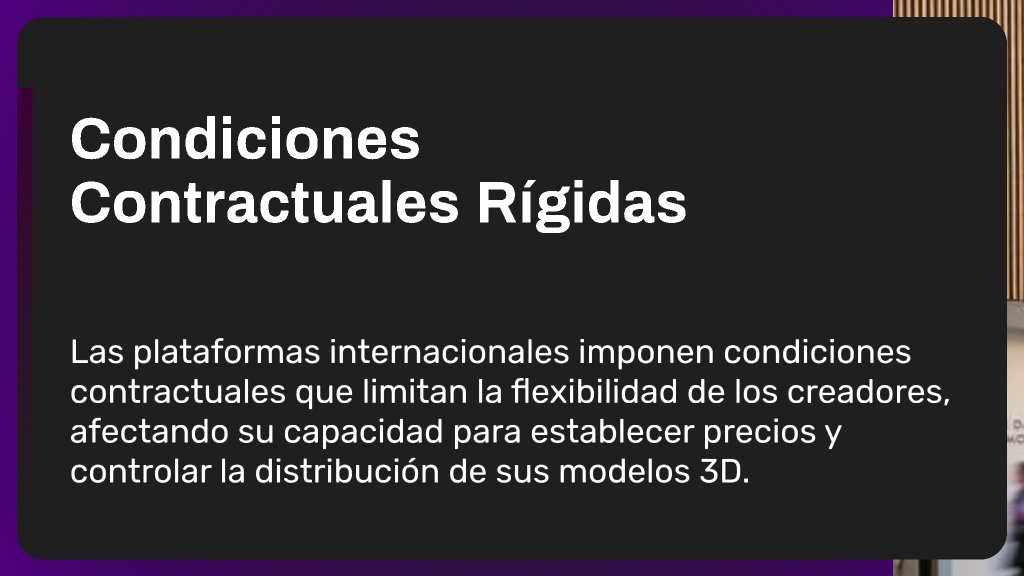 Condiciones
Contractuales Rígidas
Las plataformas internacionales imponen condiciones
contractuales que limitan la flexibilidad de los creadores,
afectando su capacidad para establecer precios y
controlar la distribución de sus modelos 3D.